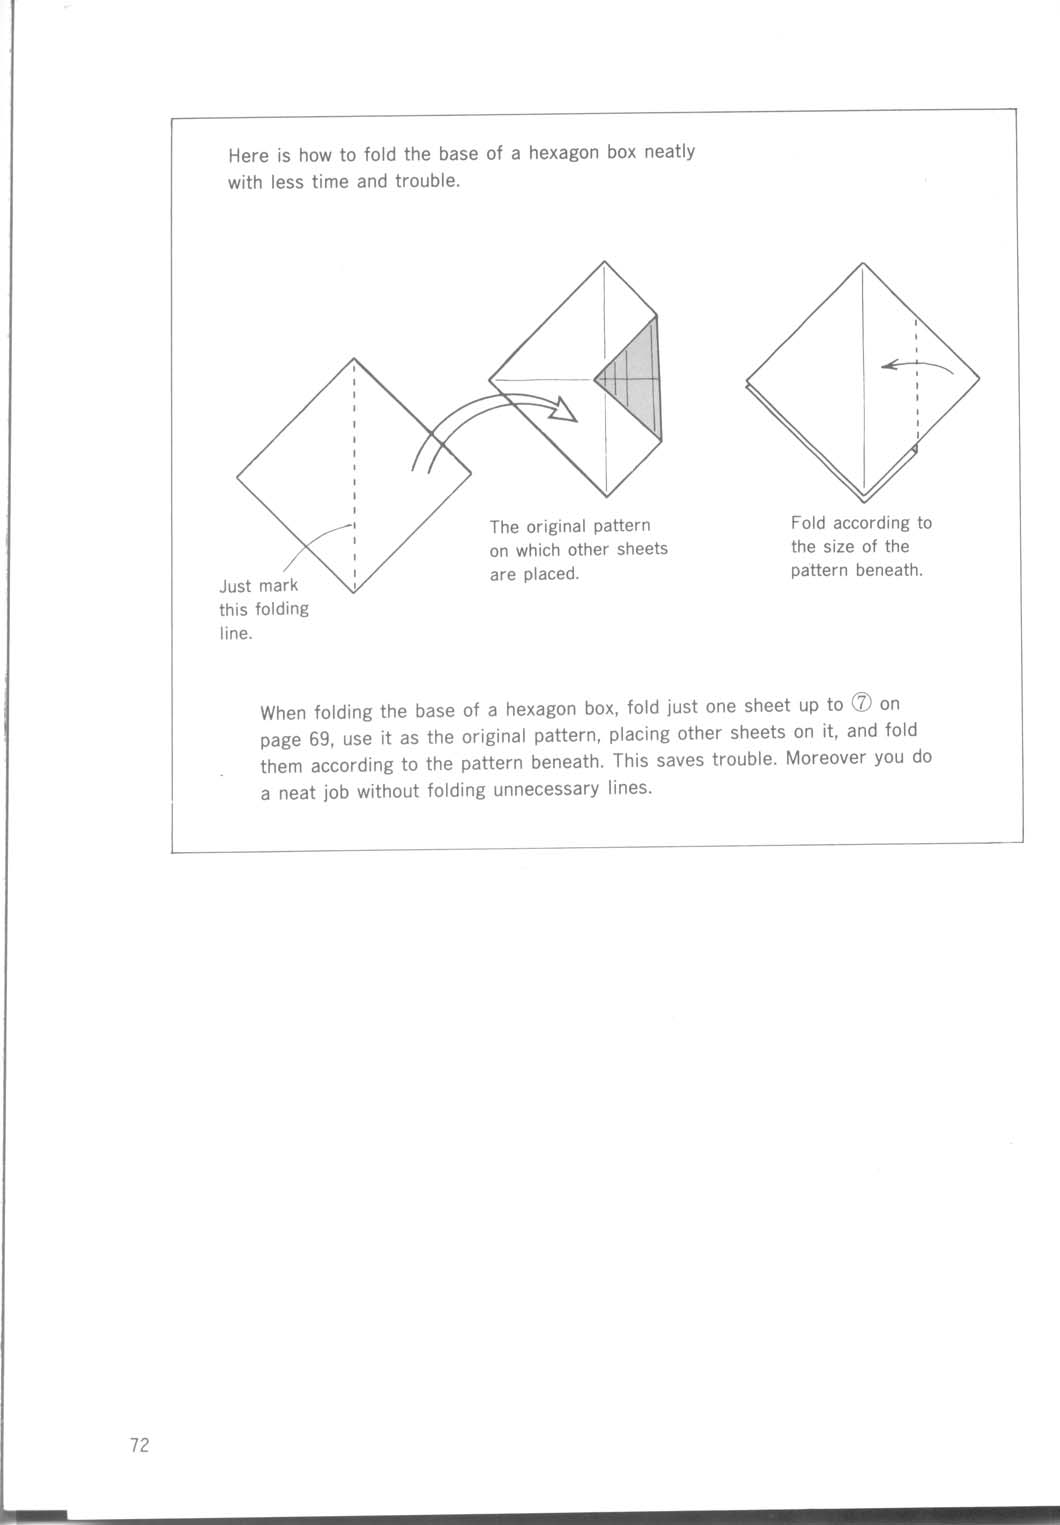 Here is how to fold the base of a hexagon box neatly
with less time and trouble.
The original pattern
on which other sheets
are placed.
Fold according to
the size of the
pattern beneath.
Just mark
this folding
line.
When folding the base of a hexagon box, fold just one sheet up to ⑦ on
page 69, use it as the original pattern, placing other sheets on it, and fold
them according to the pattern beneath. This saves trouble. Moreover you do
a neat job without folding unnecessary lines.
72